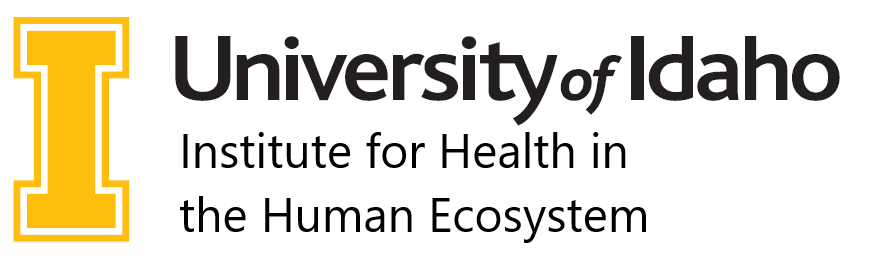 I
University of Idaho
Institute for Health in
the Human Ecosystem